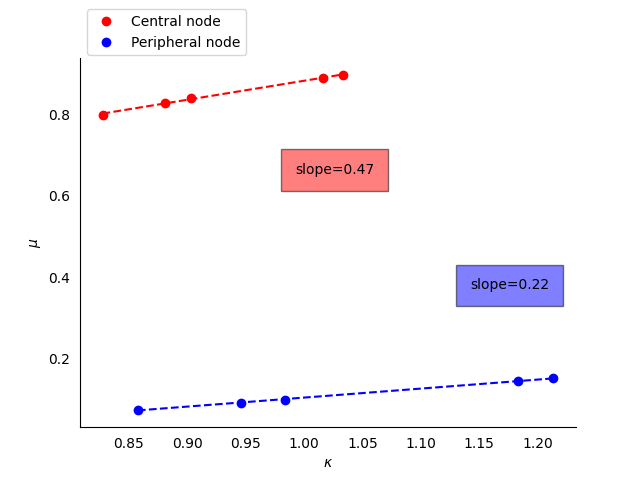 Central node
Peripheral node
0.8
0.6
0.4
0.2
μ
slope=0.47
slope=0.22
0.85 0.90 0.95 1.00 1.05 1.10 1.15 1.20
κ